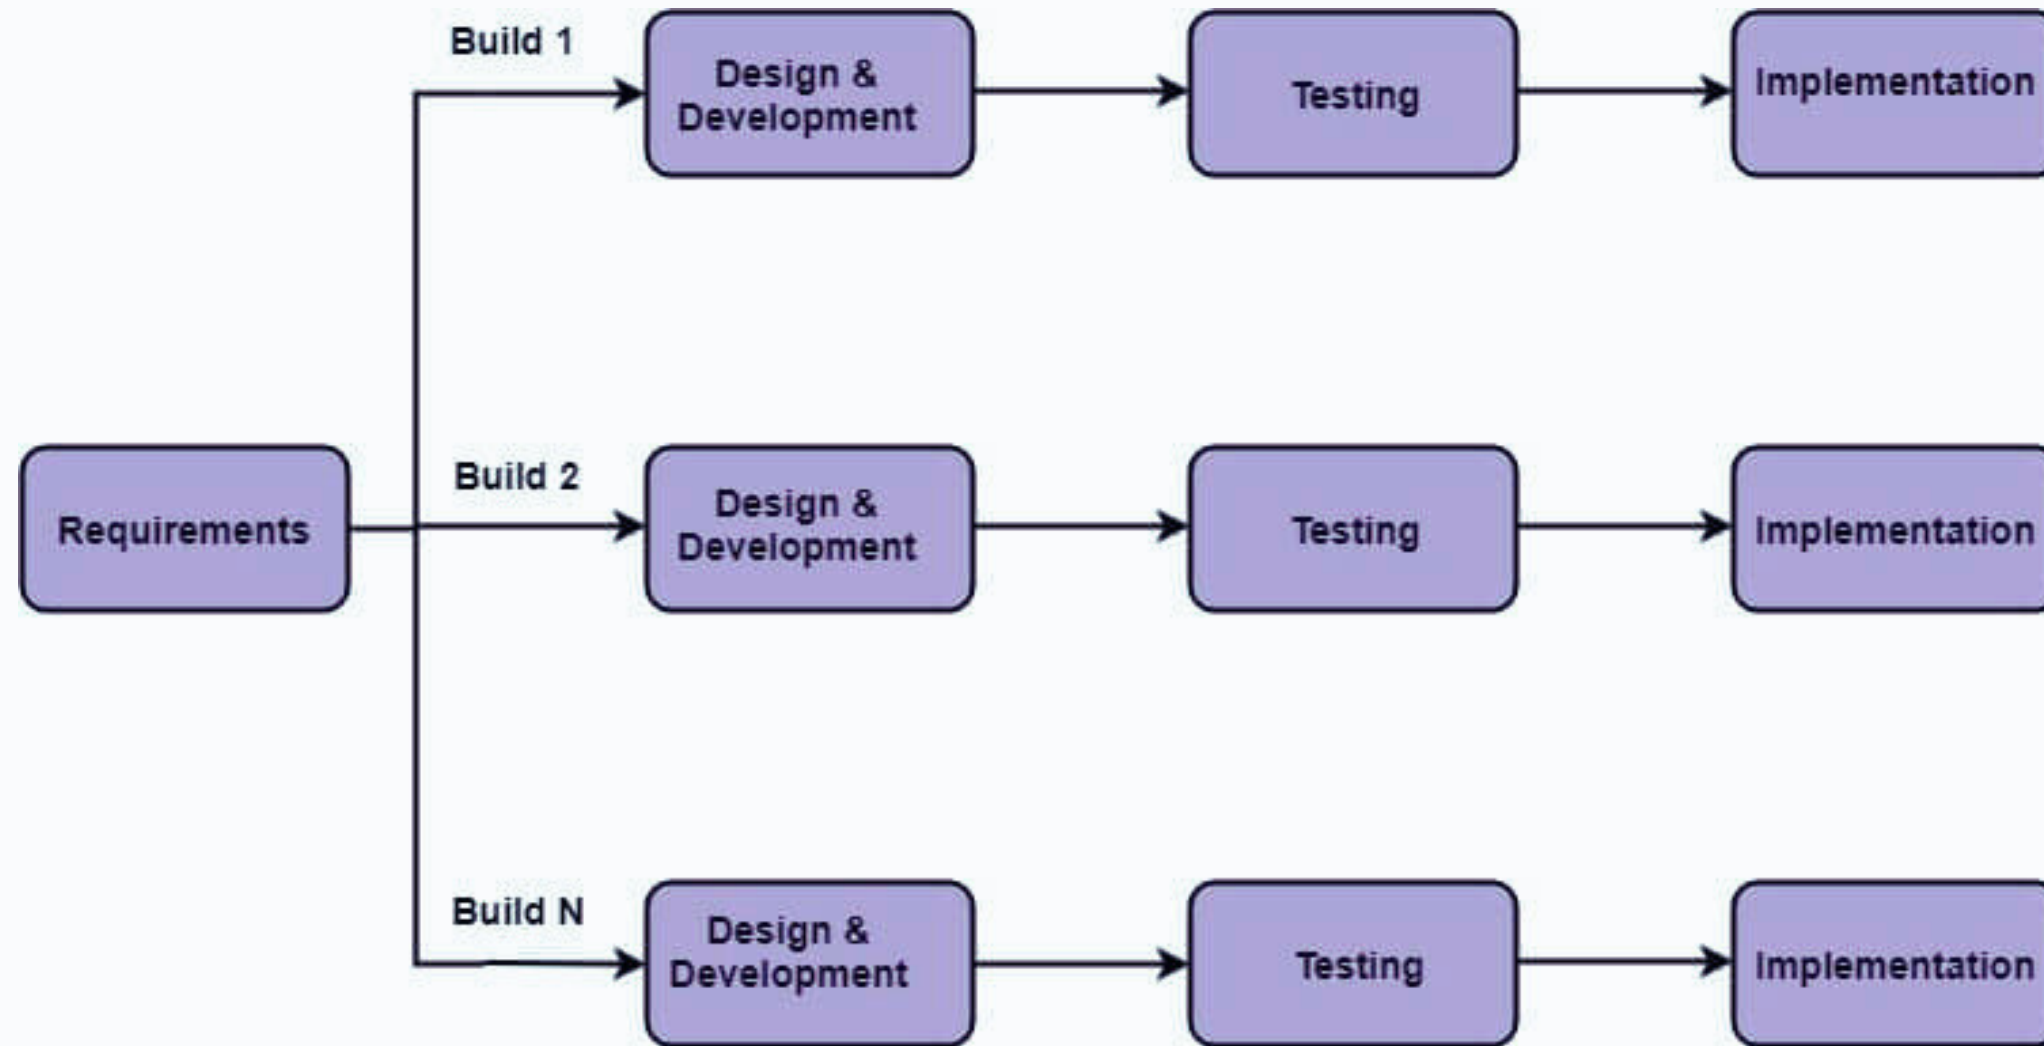 Build 1
Design &
Development
Testing
Implementation
Requirements
Build 2
Design &
Development
Testing
Implementation
Build N
Design &
Development
Testing
Implementation